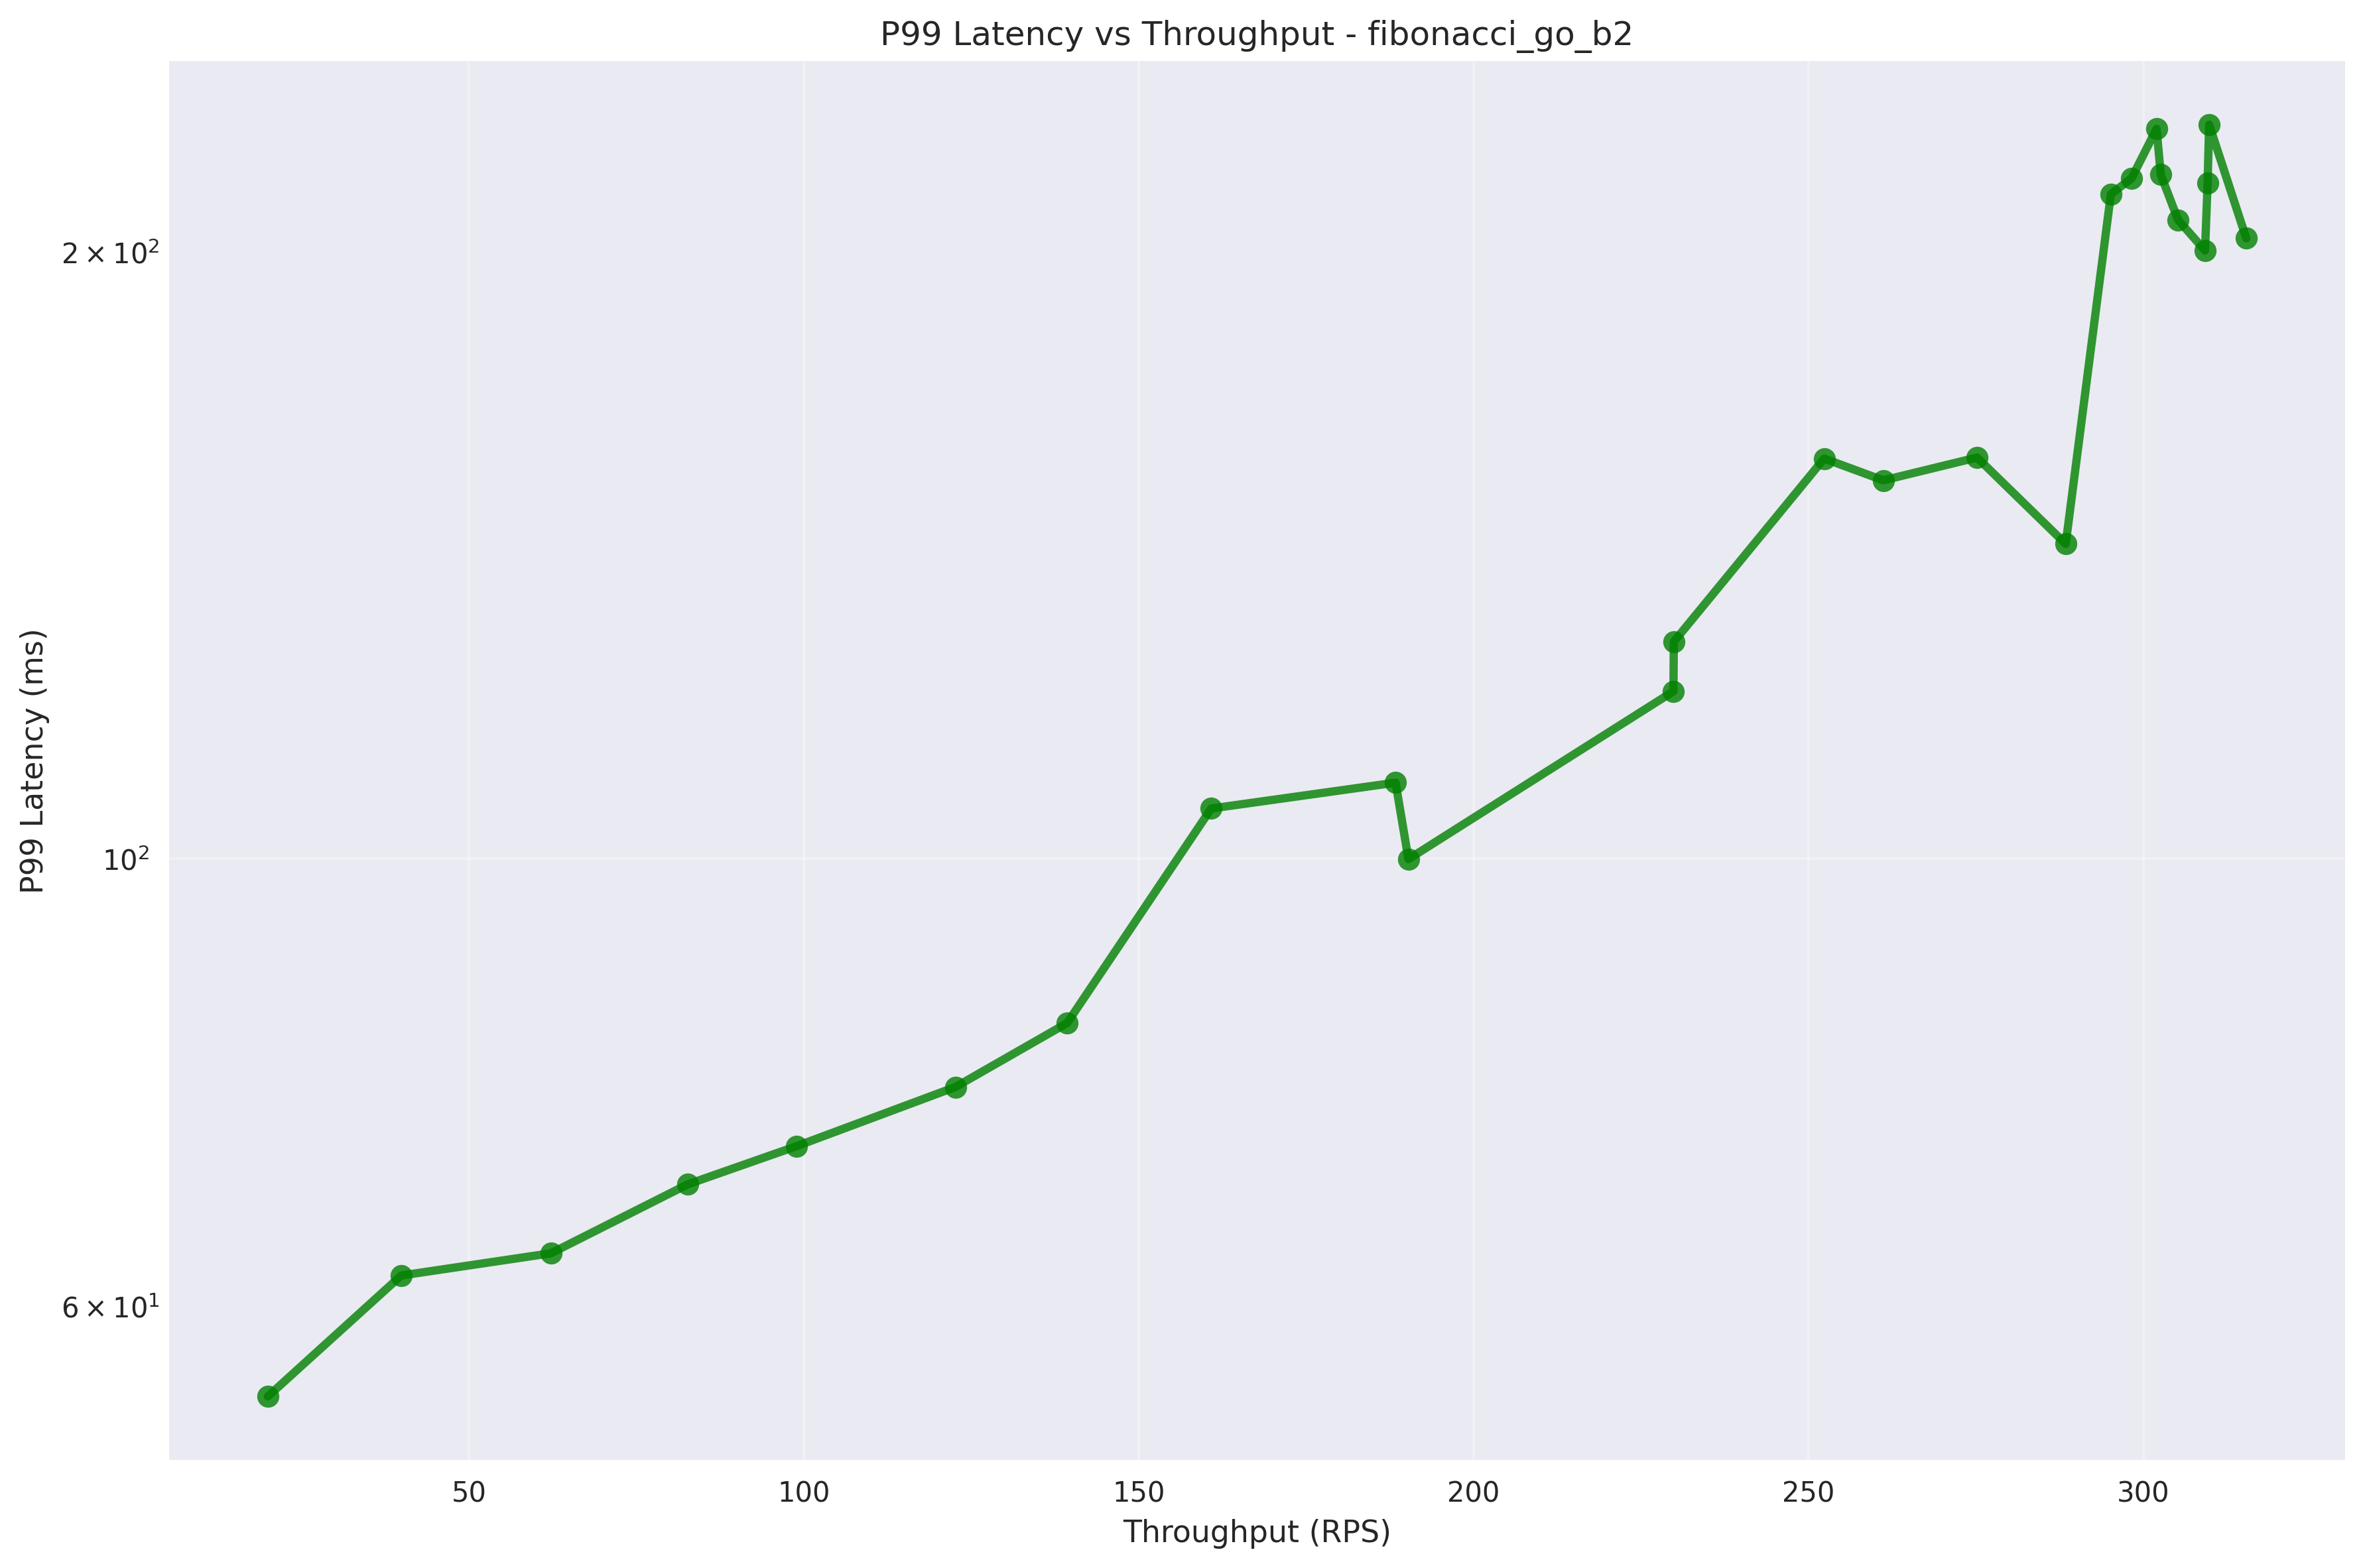 P99 Latency vs Throughput - fibonacci_go_b2
P99 Latency (ms)
2 × 10²
10²
6 × 10¹
50 100 150 200 250 300
Throughput (RPS)